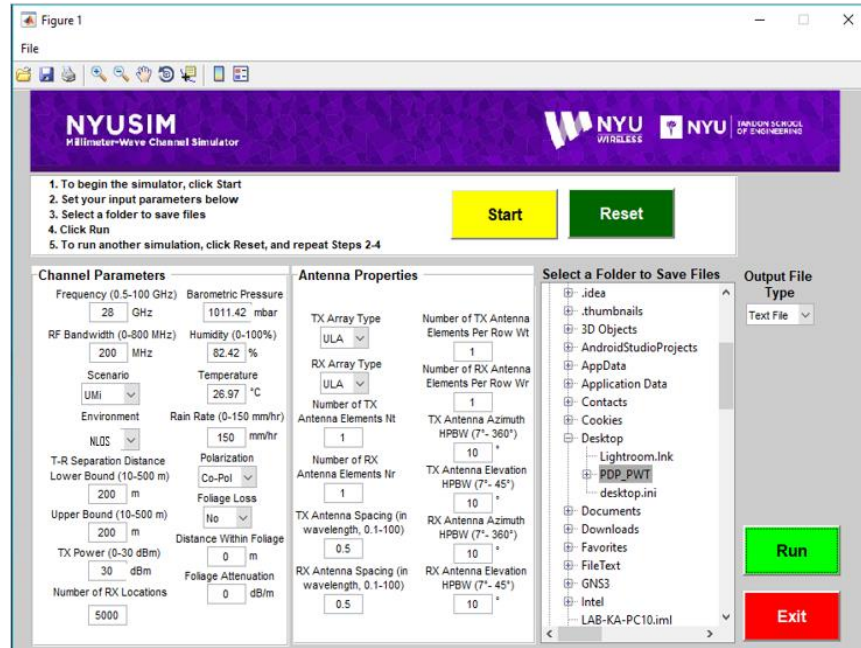 Figure 1
File
NYUSIM
Millimeter-Wave Channel Simulator
NYU WIRELESS
NYU TANDON SCHOOL OF ENGINEERING
1. To begin the simulator, click Start
2. Set your input parameters below
3. Select a folder to save files
4. Click Run
5. To run another simulation, click Reset, and repeat Steps 2-4
Start
Reset
Channel Parameters
Frequency (0.5-100 GHz)
28 GHz
RF Bandwidth (0-800 MHz)
200 MHz
Scenario
UMi
Environment
NLOS
T-R Separation Distance
Lower Bound (10-500 m)
200 m
Upper Bound (10-500 m)
200 m
TX Power (0-30 dBm)
30 dBm
Number of RX Locations
5000
Barometric Pressure
1011.42 mbar
Humidity (0-100%)
82.42 %
Temperature
26.97 °C
Rain Rate (0-150 mm/hr)
150 mm/hr
Polarization
Co-Pol
Foliage Loss
No
Distance Within Foliage
0 m
Foliage Attenuation
0 dB/m
Antenna Properties
TX Array Type
ULA
RX Array Type
ULA
Number of TX
Antenna Elements Nt
1
Number of RX
Antenna Elements Nr
1
TX Antenna Spacing (in
wavelength, 0.1-100)
0.5
RX Antenna Spacing (in
wavelength, 0.1-100)
0.5
Number of TX Antenna
Elements Per Row Wt
1
Number of RX Antenna
Elements Per Row Wr
1
TX Antenna Azimuth
HPBW (7°- 360°)
10 °
TX Antenna Elevation
HPBW (7°- 45°)
10 °
RX Antenna Azimuth
HPBW (7°- 360°)
10 °
RX Antenna Elevation
HPBW (7°- 45°)
10 °
Select a Folder to Save Files
.idea
.thumbnails
3D Objects
AndroidStudioProjects
AppData
Application Data
Contacts
Cookies
Desktop
Lightroom.lnk
PDP_PWT
desktop.ini
Documents
Downloads
Favorites
FileText
GNS3
Intel
LAB-KA-PC10.iml
Output File
Type
Text File
Run
Exit